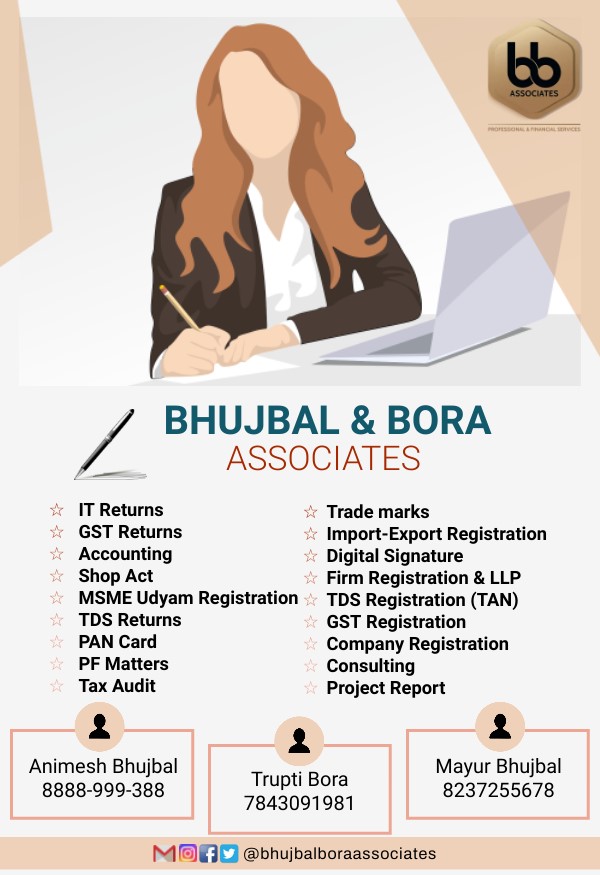 bb
ASSOCIATES
PROFESSIONAL & FINANCIAL SERVICES
BHUJBAL & BORA
ASSOCIATES
☆ IT Returns
☆ GST Returns
☆ Accounting
☆ Shop Act
☆ MSME Udyam Registration
☆ TDS Returns
☆ PAN Card
☆ PF Matters
☆ Tax Audit
☆ Trade marks
☆ Import-Export Registration
☆ Digital Signature
☆ Firm Registration & LLP
☆ TDS Registration (TAN)
☆ GST Registration
☆ Company Registration
☆ Consulting
☆ Project Report
Animesh Bhujbal
8888-999-388
Trupti Bora
7843091981
Mayur Bhujbal
8237255678
@bhujbalboraassociates